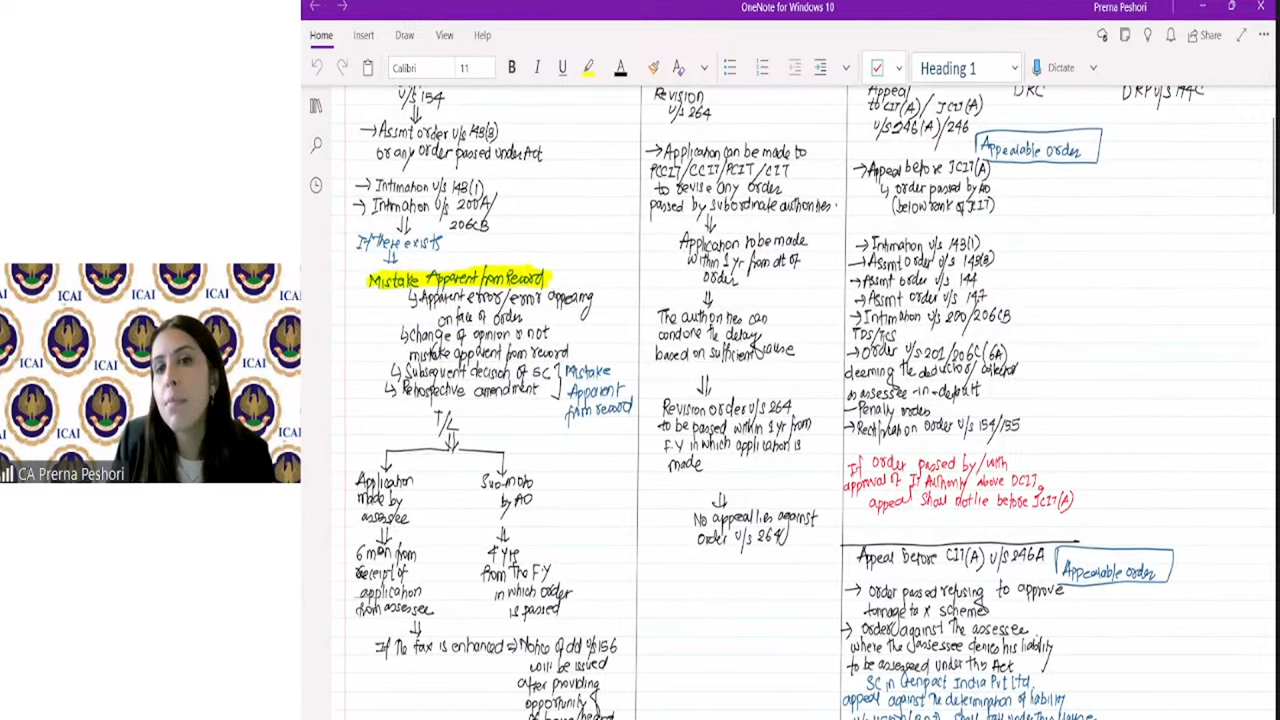 OneNote for Windows 10
Prerna Peshori
Home Insert Draw View Help
Share
Calibri 11 B I U A Heading 1 Dictate
U/s 154
→ Assmt order u/s 143(3)
or any order passed under Act
→ Intimation u/s 143(1)
→ Intimation u/s 200A/
206CB
If there exists
Mistake Apparent from Record
↳ Apparent error/error appearing
on face of order
↳ Change of opinion is not
mistake apparent from record
↳ Subsequent decision of SC
↳ Retrospective amendment
Mistake
Apparent
from record
T/L
Application
made by
assessee
6 mon from
receipt of
application
from assessee
Suo-moto
by AO
4 yrs
from the F.Y
in which order
is passed
If the tax is enhanced ⇒ Notice of dd u/s 156
will be issued
after providing
opportunity
of being heard
Revision
u/s 264
→ Application can be made to
PCCIT/CCIT/PCIT/CIT
to revise any order
passed by subordinate authorities.
Application to be made
within 1 yr from dt of
order
The authorities can
condone the delay
based on sufficient cause
Revision order u/s 264
to be passed within 1 yr from
F.Y in which application is
made
No appeal lies against
order u/s 264
Appeal
to CIT(A)/ JCIT(A)
u/s 246(A)/246
DRC
DRP u/s 144C
Appealable order
→ Appeal before JCIT(A)
↳ order passed by AO
(below rank of JCIT)
→ Intimation u/s 143(1)
→ Assmt order u/s 143(3)
→ Assmt order u/s 144
→ Assmt order u/s 147
→ Intimation u/s 200/206CB
TDS/TCS
→ Order u/s 201/206C(6A)
deeming the deductor/collector
as assessee-in-default
– Penalty order
→ Rectification order u/s 154/155
If order passed by/with
approval of IT Authority above DCIT,
appeal shall not lie before JCIT(A)
Appeal before CIT(A) u/s 246A
Appealable order
→ Order passed refusing to approve
tonnage tax scheme
→ Order against the assessee
where the assessee denies his liability
to be assessed under this Act
SC in Genpact India Pvt Ltd,
appeal against the determination of liability
ICAI
ICAI
ICAI
ICAI
ICAI
CA Prerna Peshori